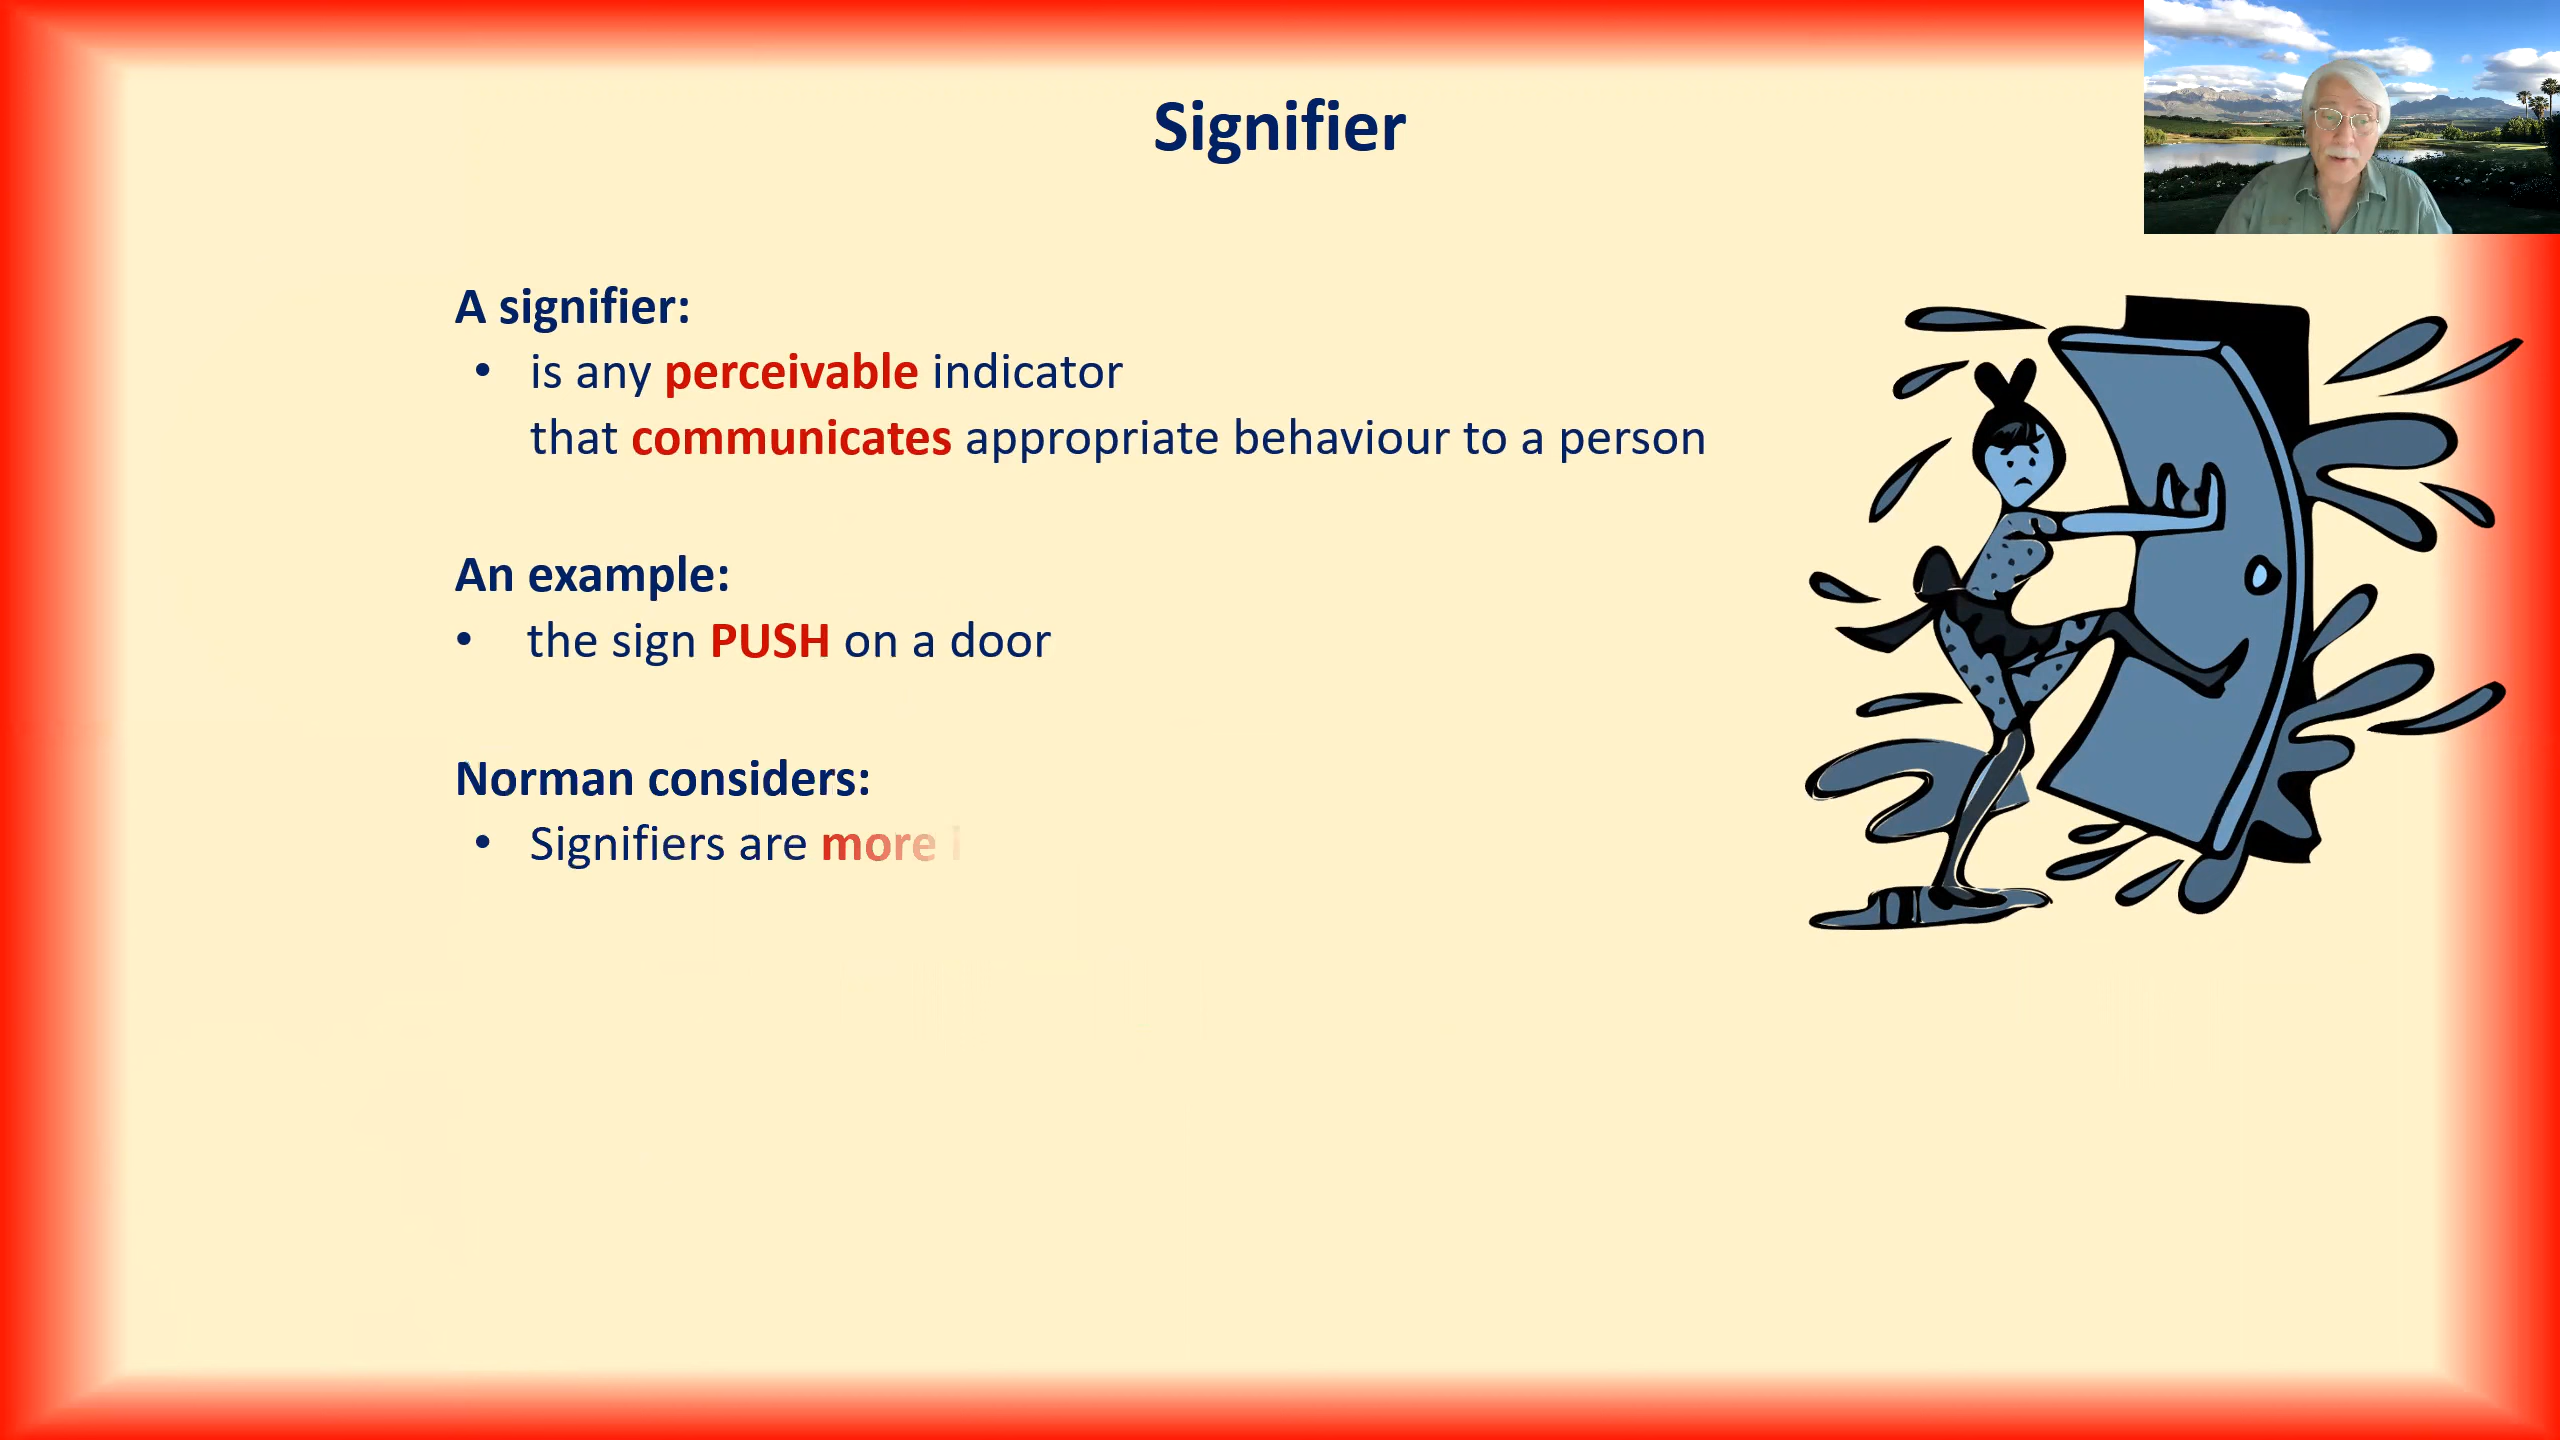 Signifier
A signifier:
• is any perceivable indicator
that communicates appropriate behaviour to a person
An example:
• the sign PUSH on a door
Norman considers:
• Signifiers are more